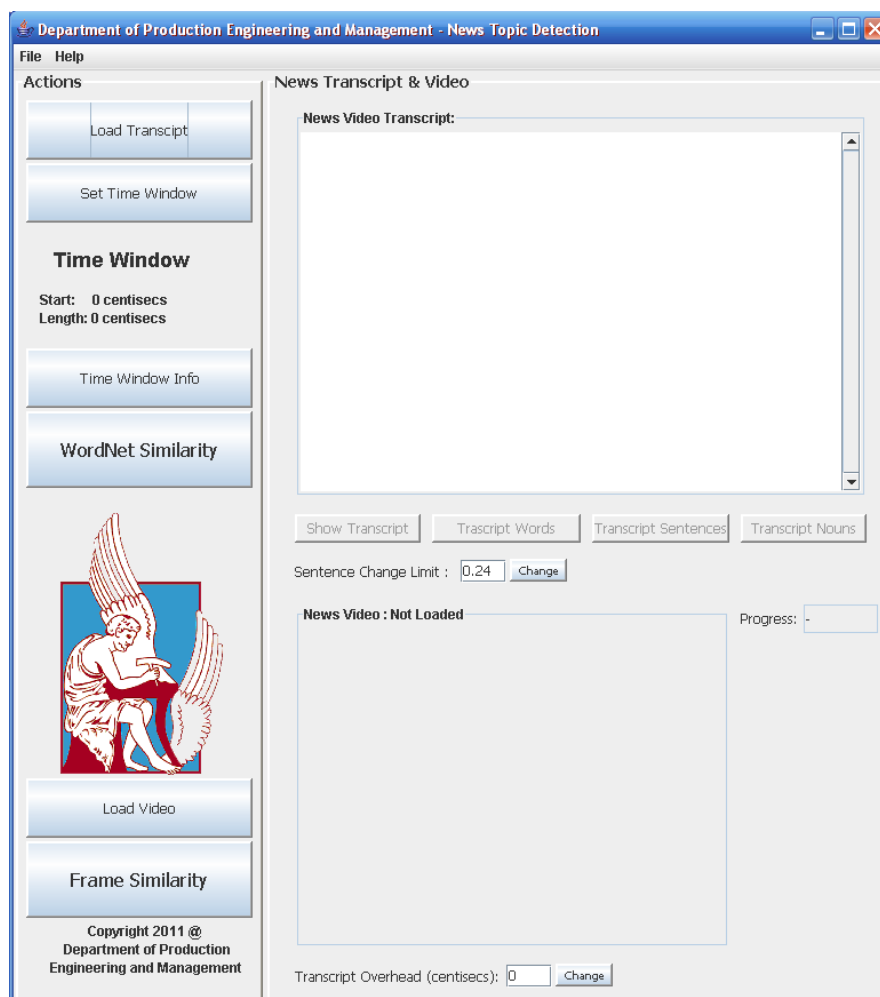 Department of Production Engineering and Management - News Topic Detection
File Help
Actions
Load Transcipt
Set Time Window
Time Window
Start: 0 centisecs
Length: 0 centisecs
Time Window Info
WordNet Similarity
Load Video
Frame Similarity
Copyright 2011 @
Department of Production
Engineering and Management
News Transcript & Video
News Video Transcript:
Show Transcript Trascript Words Transcript Sentences Transcript Nouns
Sentence Change Limit : 0.24 Change
News Video : Not Loaded
Progress: -
Transcript Overhead (centisecs): 0 Change